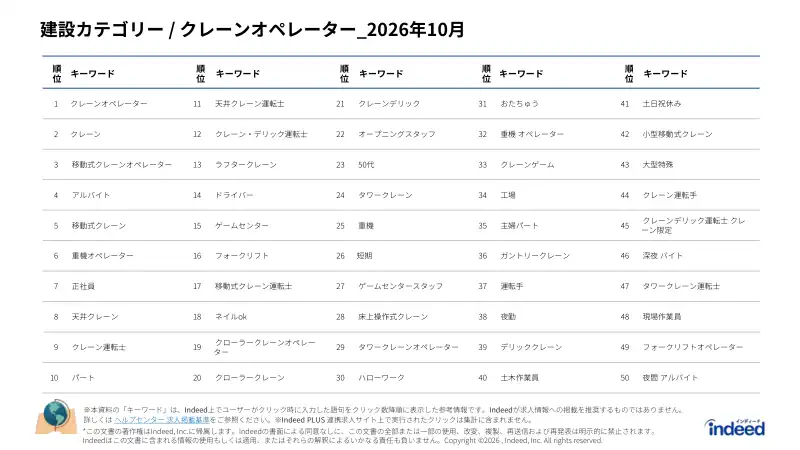 建設カテゴリー / クレーンオペレーター_2026年10月
順位 キーワード 順位 キーワード 順位 キーワード 順位 キーワード 順位 キーワード
1 クレーンオペレーター 11 天井クレーン運転士 21 クレーンデリック 31 おたちゅう 41 土日祝休み
2 クレーン 12 クレーン・デリック運転士 22 オープニングスタッフ 32 重機 オペレーター 42 小型移動式クレーン
3 移動式クレーンオペレーター 13 ラフタークレーン 23 50代 33 クレーンゲーム 43 大型特殊
4 アルバイト 14 ドライバー 24 タワークレーン 34 工場 44 クレーン運転手
5 移動式クレーン 15 ゲームセンター 25 重機 35 主婦パート 45 クレーンデリック運転士 クレーン限定
6 重機オペレーター 16 フォークリフト 26 短期 36 ガントリークレーン 46 深夜 バイト
7 正社員 17 移動式クレーン運転士 27 ゲームセンタースタッフ 37 運転手 47 タワークレーン運転士
8 天井クレーン 18 ネイルok 28 床上操作式クレーン 38 夜勤 48 現場作業員
9 クレーン運転士 19 クローラークレーンオペレーター 29 タワークレーンオペレーター 39 デリッククレーン 49 フォークリフトオペレーター
10 パート 20 クローラークレーン 30 ハローワーク 40 土木作業員 50 夜間 アルバイト
※本資料の「キーワード」は、Indeed上でユーザーがクリック時に入力した語句をクリック数降順に表示した参考情報です。Indeedが求人情報への掲載を推奨するものではありません。
詳しくは ヘルプセンター 求人掲載基準をご参照ください。※Indeed PLUS 連携求人サイト上で実行されたクリックは集計に含まれません。
*この文書の著作権はIndeed,Inc.に帰属します。Indeedの書面による同意なしに、この文書の全部または一部の使用、改変、複製、再送信および再発表は明示的に禁止されます。
Indeedはこの文書に含まれる情報の使用もしくは適用、またはそれらの解釈によるいかなる責任も負いません。Copyright ©2026 , Indeed, Inc. All rights reserved.
インディード
indeed